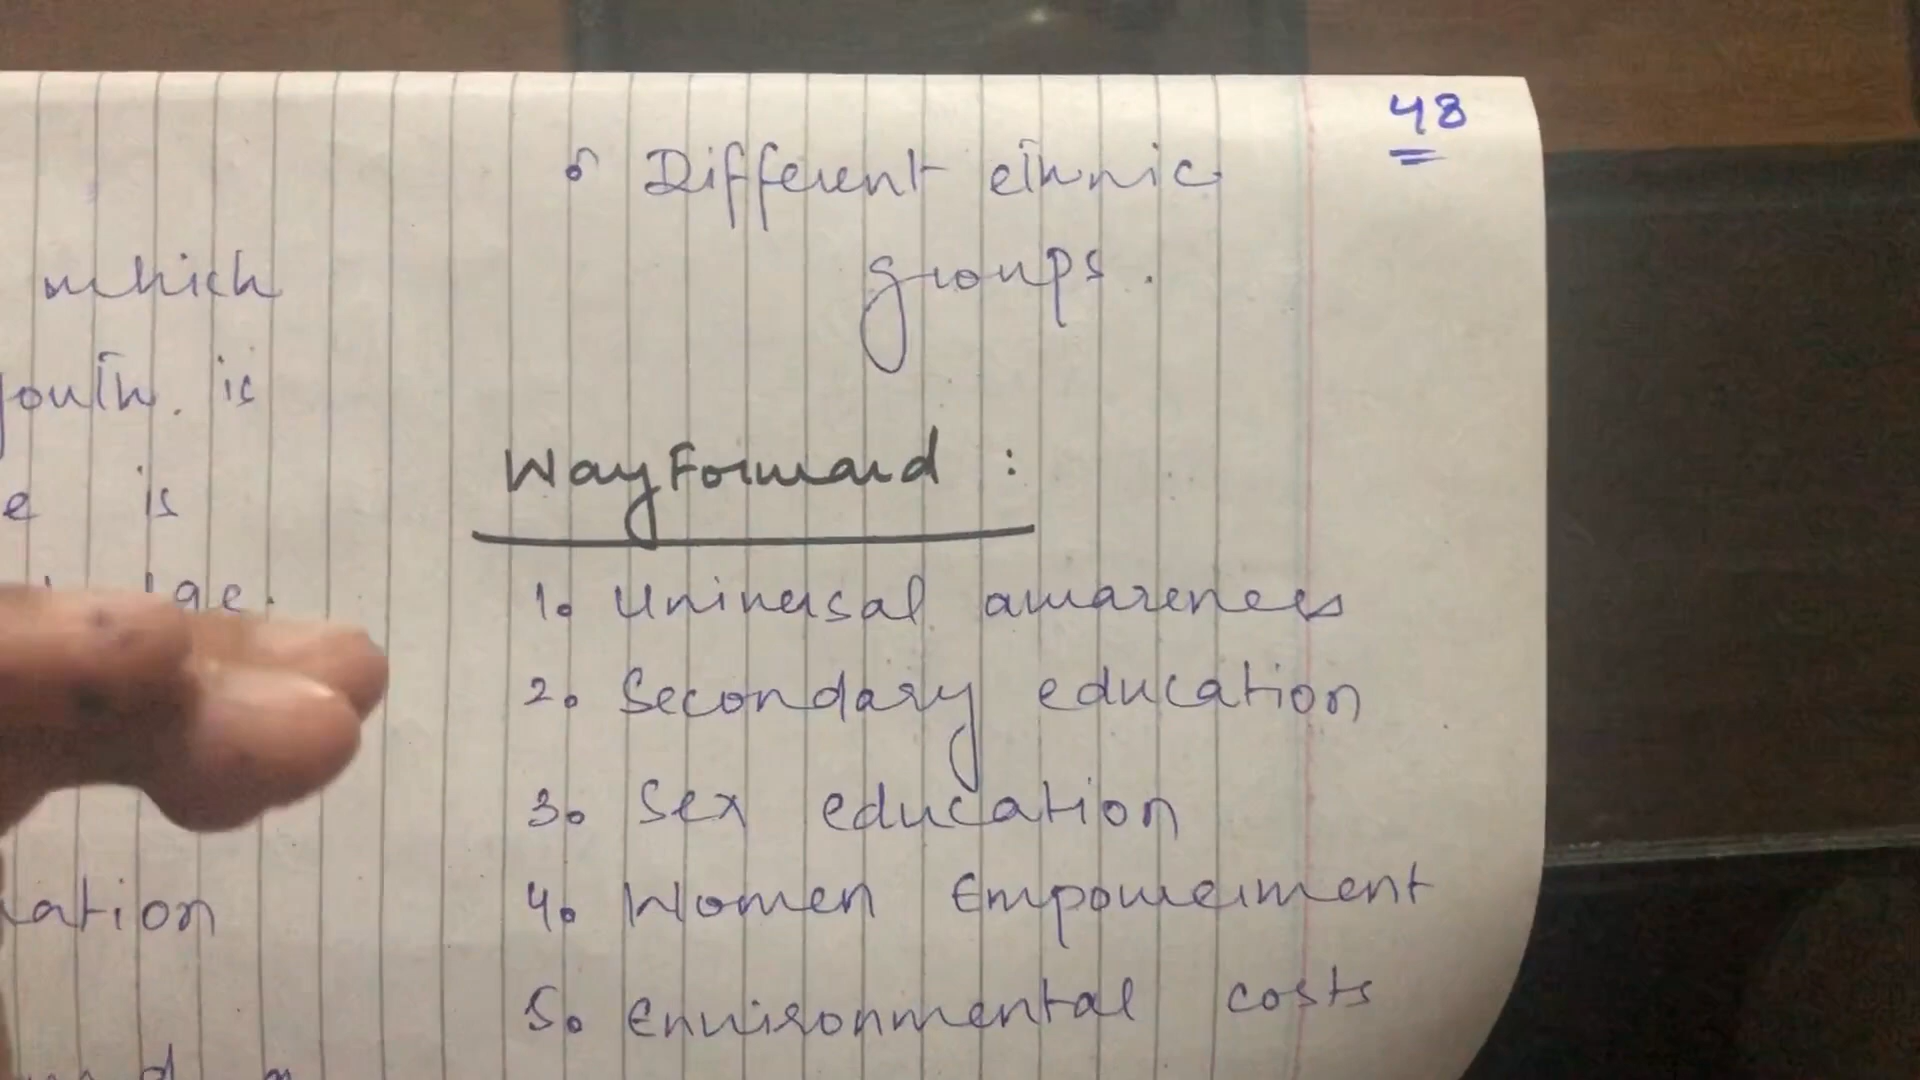 48
• Different ethnic
groups.
which
youth. is
is
Way Forward :
1. Universal awareness
2. Secondary education
3. Sex education
4. Women Empowerment
5. Environmental costs